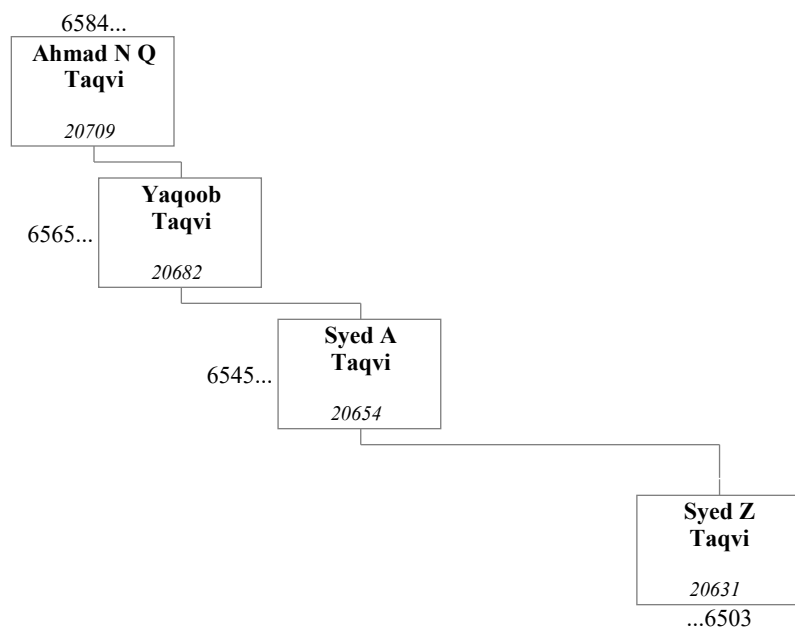 6584...
Ahmad N Q
Taqvi
20709
Yaqoob
Taqvi
6565...
20682
Syed A
Taqvi
6545...
20654
Syed Z
Taqvi
20631
...6503